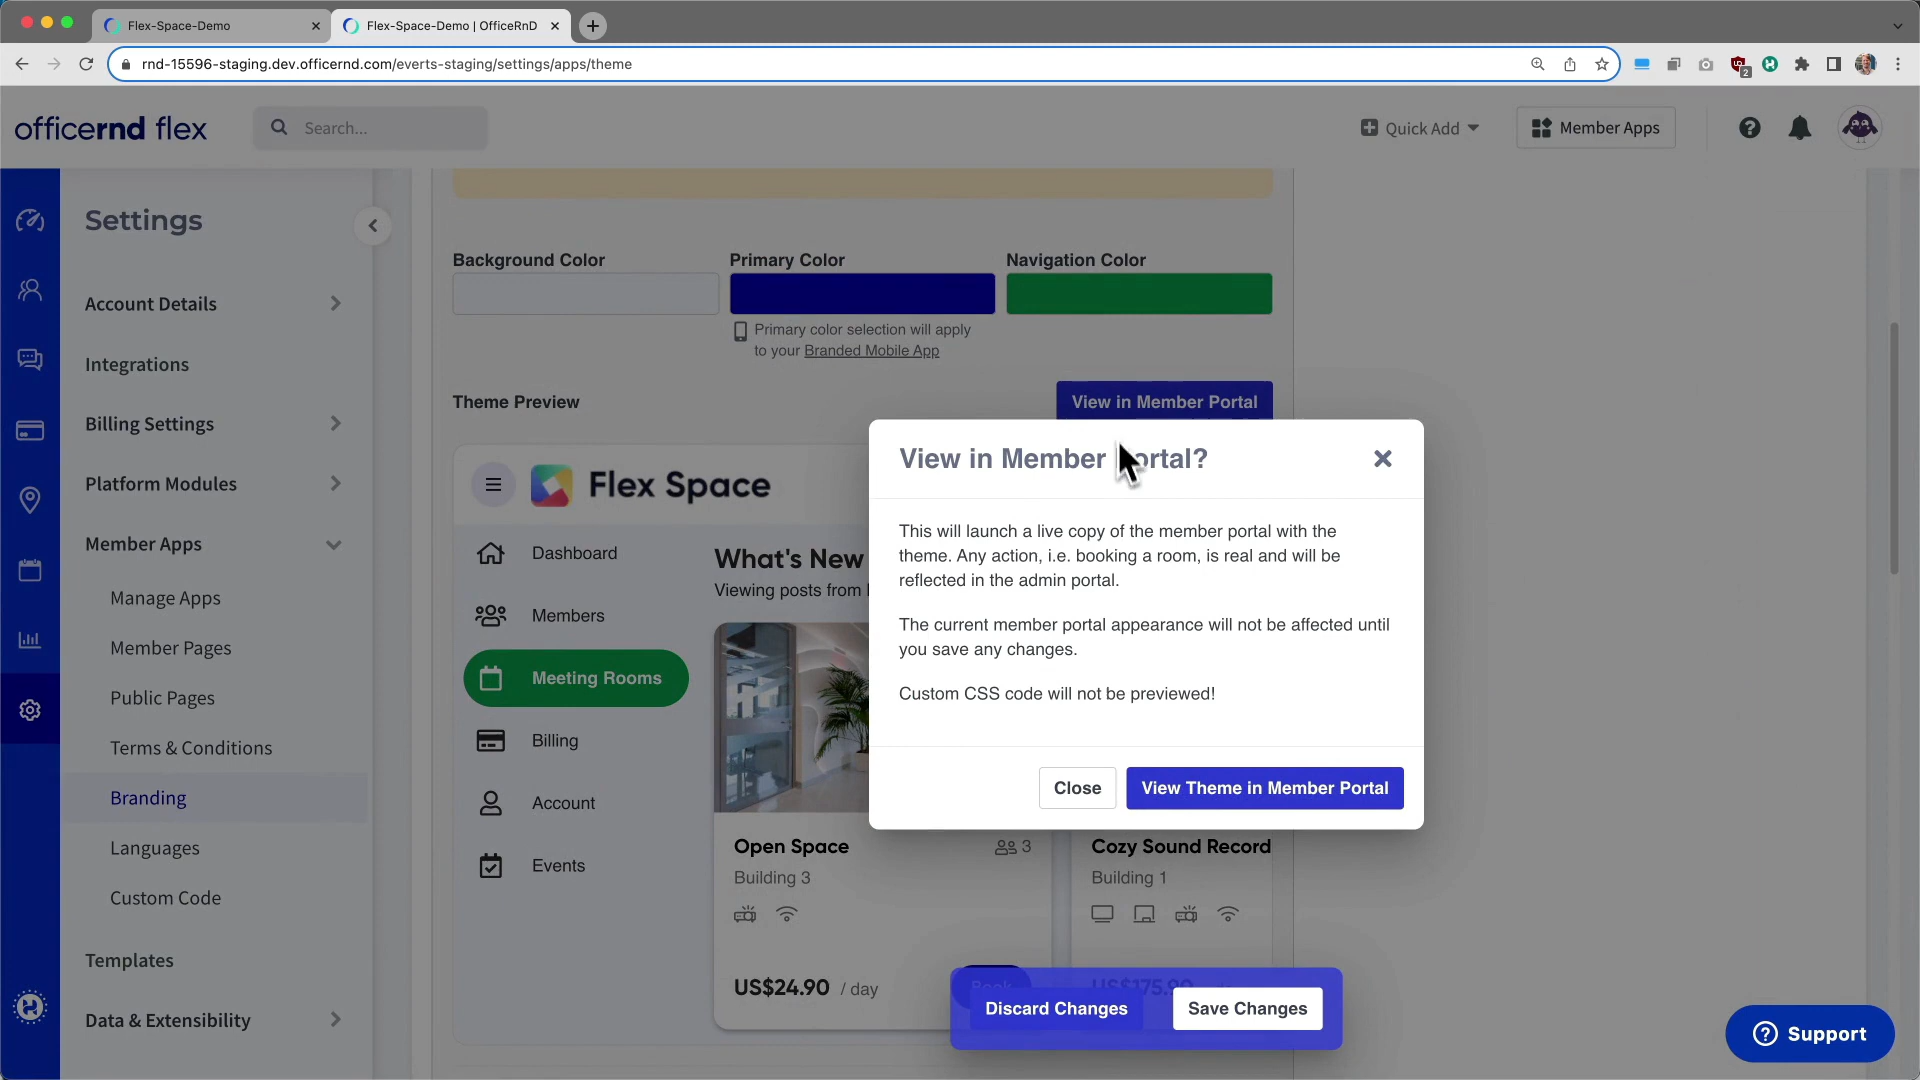 Flex-Space-Demo
Flex-Space-Demo | OfficeRnD
rnd-15596-staging.dev.officernd.com/everts-staging/settings/apps/theme
2
officernd flex
Search...
Quick Add
Member Apps
Settings
Account Details
Integrations
Billing Settings
Platform Modules
Member Apps
Manage Apps
Member Pages
Public Pages
Terms & Conditions
Branding
Languages
Custom Code
Templates
Data & Extensibility
Background Color
Primary Color
Navigation Color
Primary color selection will apply
to your Branded Mobile App
Theme Preview
View in Member Portal
Flex Space
Dashboard
Members
Meeting Rooms
Billing
Account
Events
What's New
Viewing posts from
Open Space
3
Building 3
US$24.90 / day
Cozy Sound Record
Building 1
US$175.90
Book
View in Member Portal?
This will launch a live copy of the member portal with the
theme. Any action, i.e. booking a room, is real and will be
reflected in the admin portal.
The current member portal appearance will not be affected until
you save any changes.
Custom CSS code will not be previewed!
Close
View Theme in Member Portal
Discard Changes
Save Changes
Support